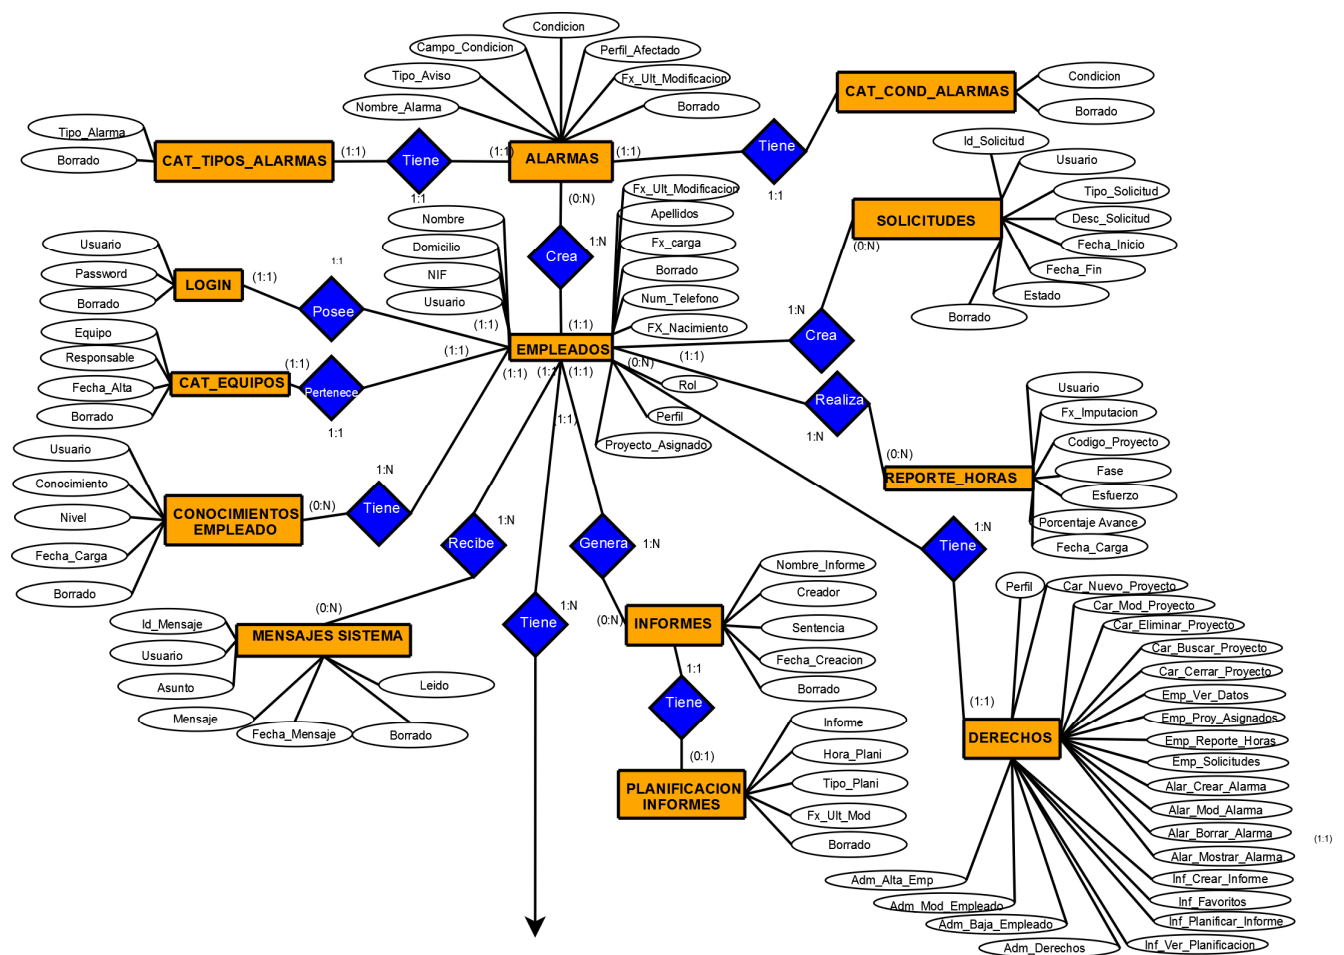 Condicion
Campo_Condicion
Perfil_Afectado
Tipo_Aviso
Fx_Ult_Modificacion
Nombre_Alarma
Borrado
CAT_COND_ALARMAS
Condicion
Borrado
Tipo_Alarma
Borrado
CAT_TIPOS_ALARMAS
(1:1)
Tiene
1:1
(1:1)
ALARMAS
(1:1)
Tiene
1:1
(1:1)
Id_Solicitud
Usuario
Tipo_Solicitud
Desc_Solicitud
Fecha_Inicio
Fecha_Fin
Estado
Borrado
SOLICITUDES
(0:N)
(0:N)
1:N
Crea
Nombre
Domicilio
NIF
Usuario
Fx_Ult_Modificacion
Apellidos
Fx_carga
Borrado
Num_Telefono
FX_Nacimiento
Rol
Perfil
Proyecto_Asignado
Usuario
Password
Borrado
LOGIN
(1:1)
1:1
Posee
(1:1)
(1:1)
EMPLEADOS
1:N
Crea
Equipo
Responsable
Fecha_Alta
Borrado
CAT_EQUIPOS
(1:1)
Pertenece
1:1
(1:1)
(1:1)
(1:1)
(1:1)
(1:1)
(0:N)
(1:1)
Realiza
1:N
(0:N)
REPORTE_HORAS
Usuario
Fx_Imputacion
Codigo_Proyecto
Fase
Esfuerzo
Porcentaje Avance
Fecha_Carga
Usuario
Conocimiento
Nivel
Fecha_Carga
Borrado
CONOCIMIENTOS
EMPLEADO
(0:N)
1:N
Tiene
Recibe
1:N
Genera
1:N
Tiene
1:N
(0:N)
MENSAJES SISTEMA
Id_Mensaje
Usuario
Asunto
Mensaje
Fecha_Mensaje
Borrado
Leido
Tiene
1:N
(0:N)
INFORMES
Nombre_Informe
Creador
Sentencia
Fecha_Creacion
Borrado
1:1
Tiene
(0:1)
PLANIFICACION
INFORMES
Informe
Hora_Plani
Tipo_Plani
Fx_Ult_Mod
Borrado
(1:1)
DERECHOS
Perfil
Car_Nuevo_Proyecto
Car_Mod_Proyecto
Car_Eliminar_Proyecto
Car_Buscar_Proyecto
Car_Cerrar_Proyecto
Emp_Ver_Datos
Emp_Proy_Asignados
Emp_Reporte_Horas
Emp_Solicitudes
Alar_Crear_Alarma
Alar_Mod_Alarma
Alar_Borrar_Alarma
Alar_Mostrar_Alarma
Inf_Crear_Informe
Inf_Favoritos
Inf_Planificar_Informe
Inf_Ver_Planificacion
Adm_Alta_Emp
Adm_Mod_Empleado
Adm_Baja_Empleado
Adm_Derechos
(1:1)